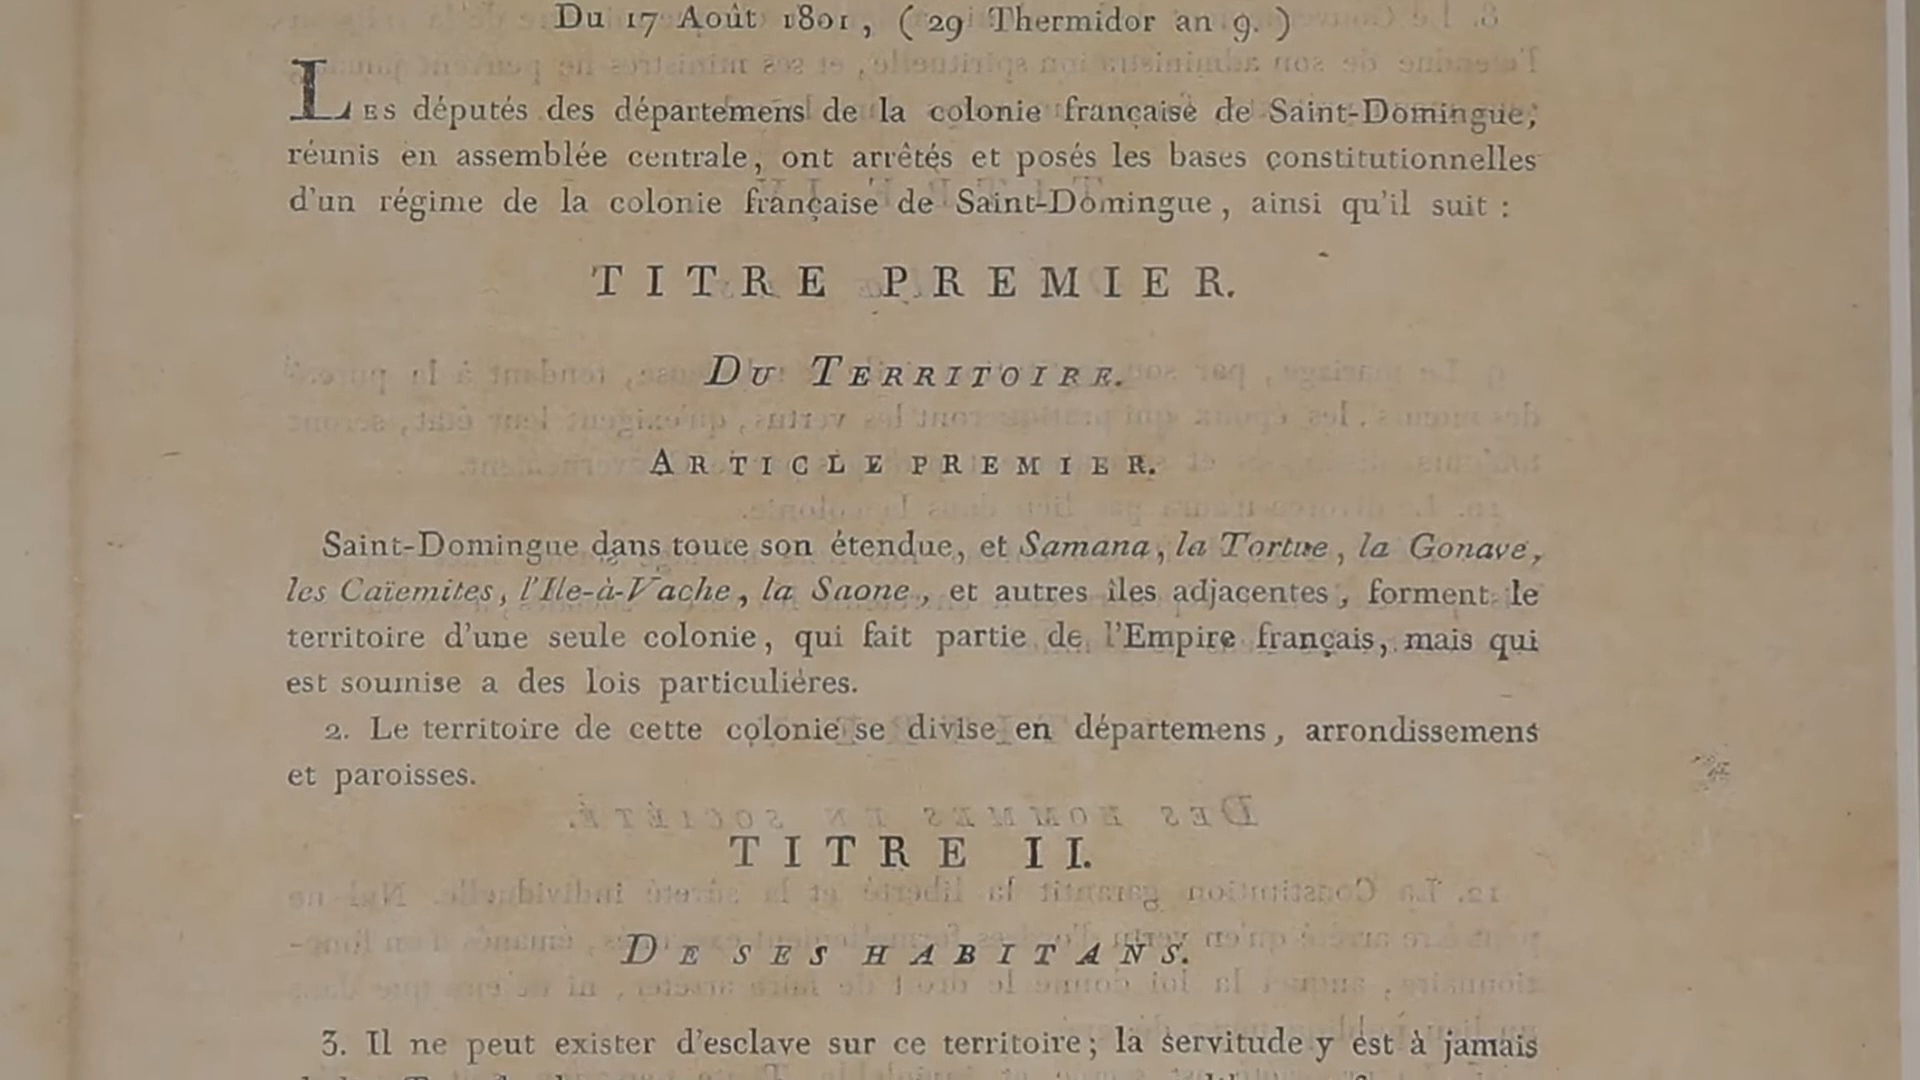 Du 17 Août 1801, ( 29 Thermidor an 9. )
LES députés des départemens de la colonie française de Saint-Domingue,
réunis en assemblée centrale, ont arrêtés et posés les bases constitutionnelles
d'un régime de la colonie française de Saint-Domingue, ainsi qu'il suit :
TITRE PREMIER.
DU TERRITOIRE.
ARTICLE PREMIER.
Saint-Domingue dans toute son étendue, et Samana, la Tortue, la Gonave,
les Caïemites, l'Ile-à-Vache, la Saone, et autres îles adjacentes, forment le
territoire d'une seule colonie, qui fait partie de l'Empire français, mais qui
est soumise a des lois particuliéres.
2. Le territoire de cette colonie se divise en départemens, arrondissemens
et paroisses.
TITRE II.
DE SES HABITANS.
3. Il ne peut exister d'esclave sur ce territoire; la servitude y est à jamais